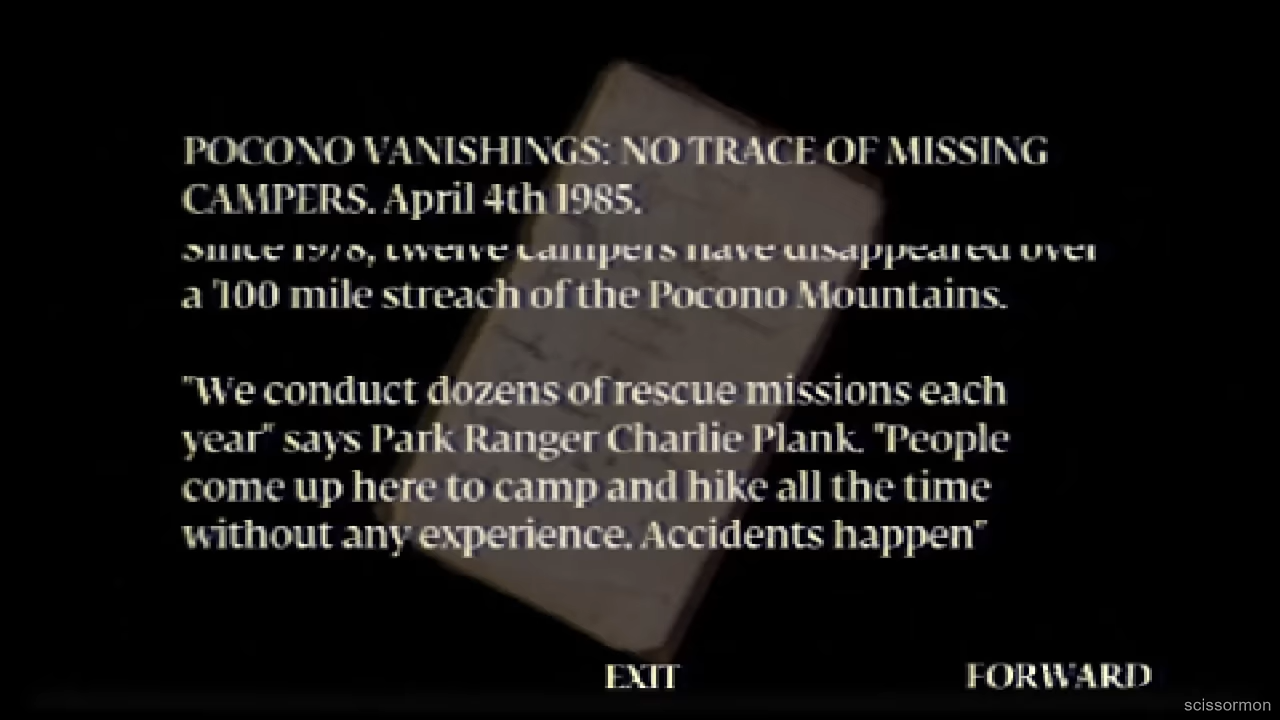 POCONO VANISHINGS: NO TRACE OF MISSING
CAMPERS. April 4th 1985.
Since 1978, twelve campers have disappeared over
a '100 mile streach of the Pocono Mountains.
"We conduct dozens of rescue missions each
year" says Park Ranger Charlie Plank. "People
come up here to camp and hike all the time
without any experience. Accidents happen"
EXIT
FORWARD
scissormon